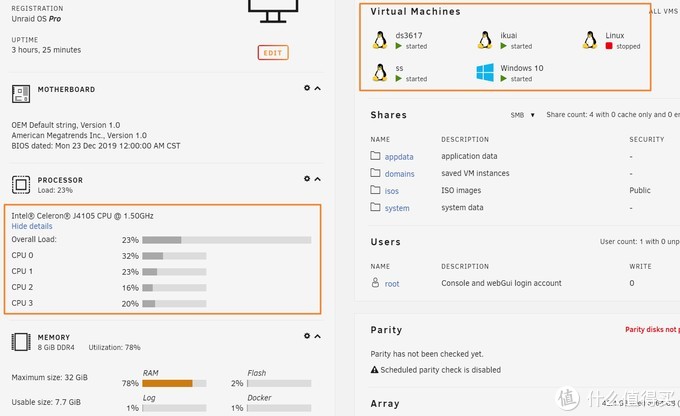 REGISTRATION
Unraid OS Pro
UPTIME
3 hours, 25 minutes
EDIT
MOTHERBOARD
OEM Default string, Version 1.0
American Megatrends Inc., Version 1.0
BIOS dated: Mon 23 Dec 2019 12:00:00 AM CST
PROCESSOR
Load: 23%
Intel® Celeron® J4105 CPU @ 1.50GHz
Hide details
Overall Load: 23%
CPU 0 32%
CPU 1 23%
CPU 2 16%
CPU 3 20%
MEMORY
8 GiB DDR4 Utilization: 78%
RAM Flash
Maximum size: 32 GiB 78% 2%
Log Docker
Usable size: 7.7 GiB 1% 1%
Virtual Machines ALL VMS
ds3617 ikuai Linux
started started stopped
ss Windows 10
started started
Shares SMB Share count: 4 with 0 cache only and 0
NAME DESCRIPTION SECURITY
appdata application data -
domains saved VM instances -
isos ISO images Public
system system data -
Users User count: 1 with 0
NAME DESCRIPTION WRITE
root Console and webGui login account 0
Parity Parity disks not
Parity has not been checked yet.
Scheduled parity check is disabled
Array
值 什么值得买